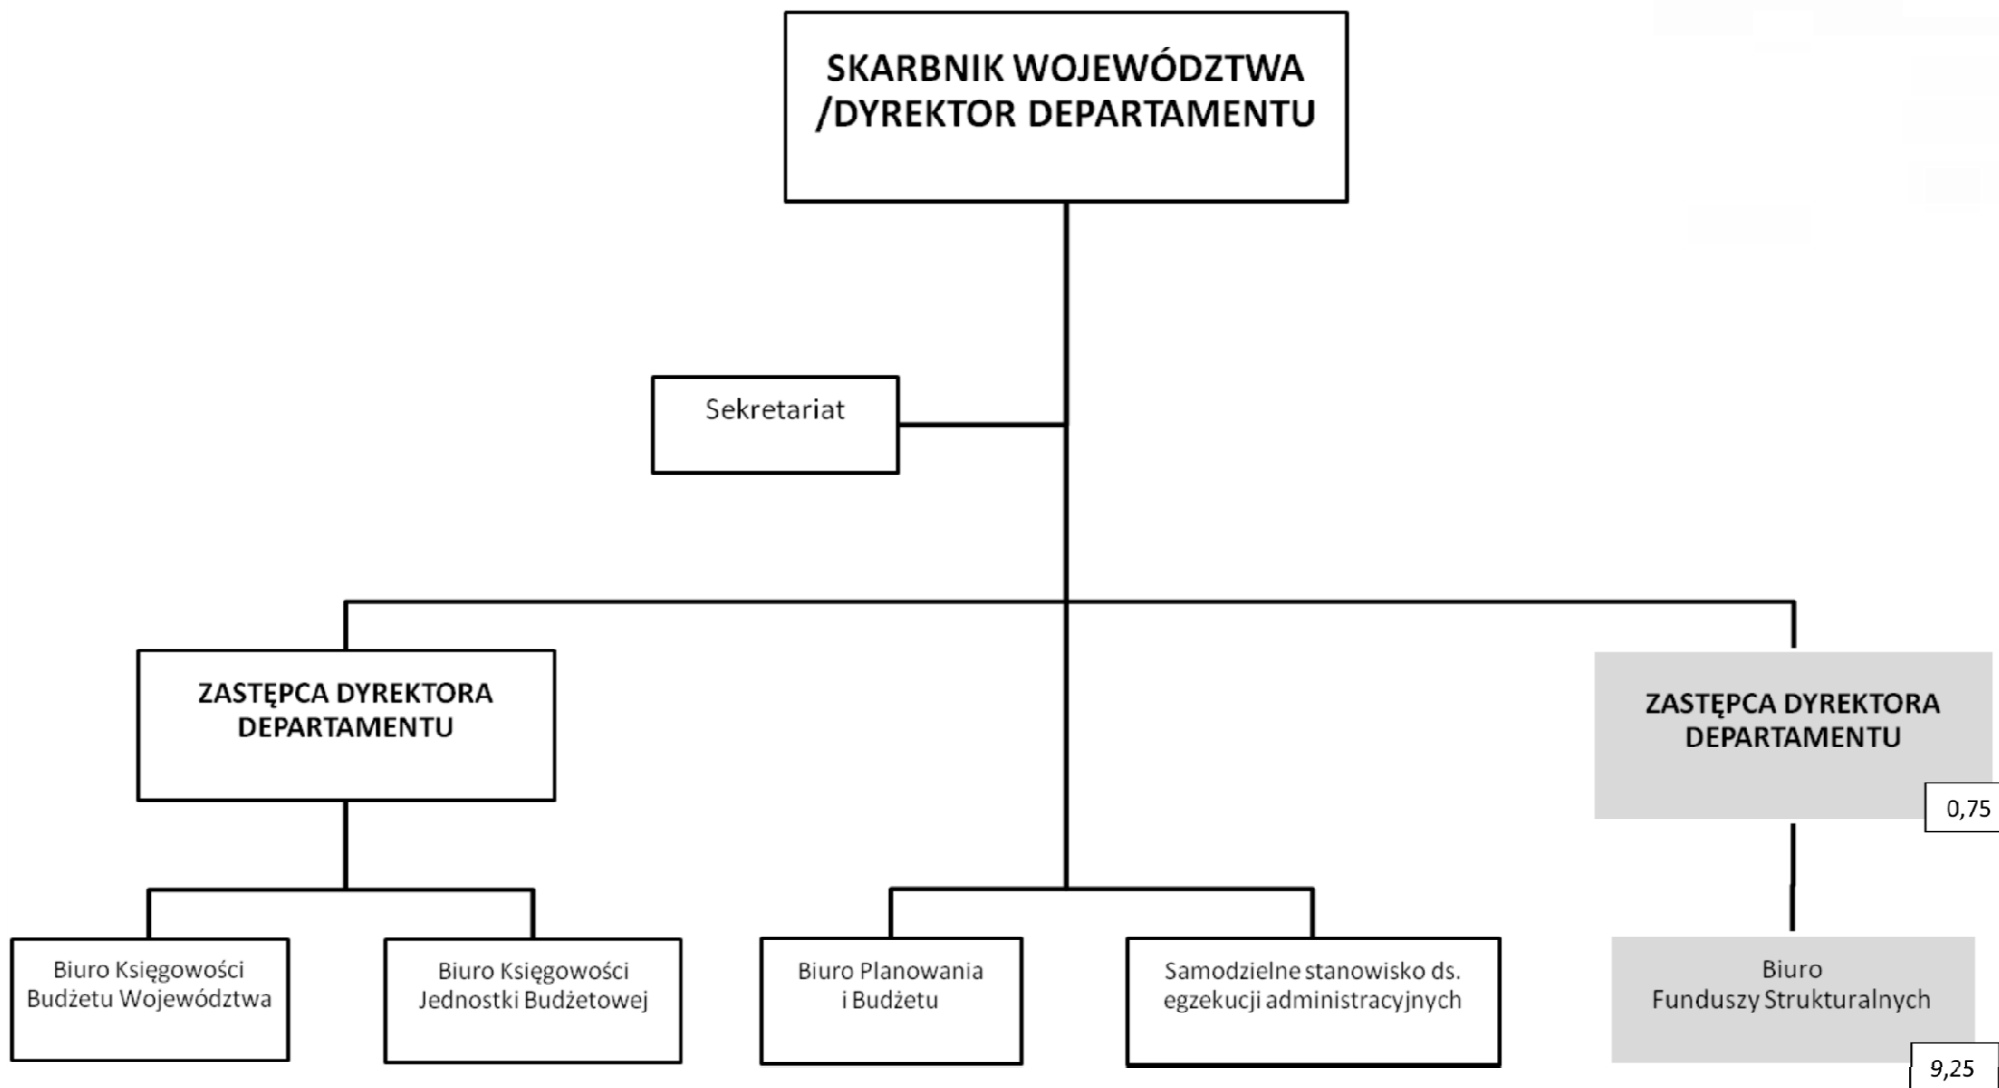 SKARBNIK WOJEWÓDZTWA
/DYREKTOR DEPARTAMENTU
Sekretariat
ZASTĘPCA DYREKTORA
DEPARTAMENTU
ZASTĘPCA DYREKTORA
DEPARTAMENTU
0,75
Biuro Księgowości
Budżetu Województwa
Biuro Księgowości
Jednostki Budżetowej
Biuro Planowania
i Budżetu
Samodzielne stanowisko ds.
egzekucji administracyjnych
Biuro
Funduszy Strukturalnych
9,25